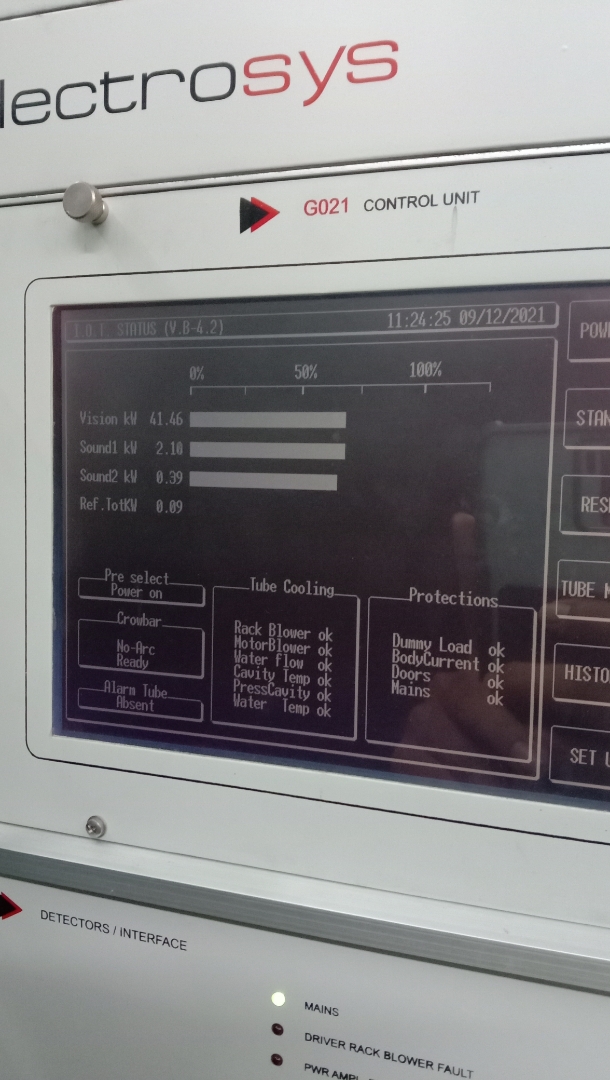 lectrosys
G021 CONTROL UNIT
I.O.T. STATUS (V.B-4.2) 11:24:25 09/12/2021
0% 50% 100%
Vision kW 41.46
Sound1 kW 2.10
Sound2 kW 0.39
Ref.TotKW 0.09
POW
STAN
RES
TUBE
HISTO
SET U
Pre select
Power on
Crowbar
No-Arc
Ready
Alarm Tube
Absent
Tube Cooling
Rack Blower ok
MotorBlower ok
Water flow ok
Cavity Temp ok
PressCavity ok
Water Temp ok
Protections
Dummy Load ok
BodyCurrent ok
Doors ok
Mains ok
DETECTORS / INTERFACE
MAINS
DRIVER RACK BLOWER FAULT
PWR AMPL